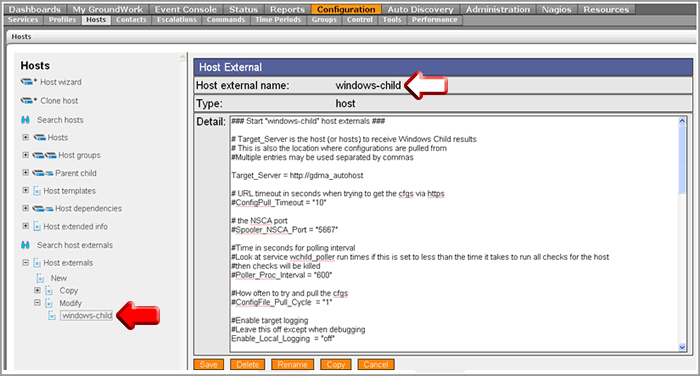 Dashboards My GroundWork Event Console Status Reports Configuration Auto Discovery Administration Nagios Resources
Services Profiles Hosts Contacts Escalations Commands Time Periods Groups Control Tools Performance
Hosts
Hosts
Host wizard
Clone host
Search hosts
Hosts
Host groups
Parent child
Host templates
Host dependencies
Host extended info
Search host externals
Host externals
New
Copy
Modify
windows-child
Host External
Host external name: windows-child
Type: host
Detail:
### Start "windows-child" host externals ###
# Target_Server is the host (or hosts) to receive Windows Child results
# This is also the location where configurations are pulled from
#Multiple entries may be used separated by commas
Target_Server = http://gdma_autohost
# URL timeout in seconds when trying to get the cfgs via https
#ConfigPull_Timeout = "10"
# the NSCA port
#Spooler_NSCA_Port = "5667"
#Time in seconds for polling interval
#Look at service wchild_poller run times if this is set to less than the time it takes to run all checks for the host
#then checks will be killed
#Poller_Proc_Interval = "600"
#How often to try and pull the cfgs
#ConfigFile_Pull_Cycle = "1"
#Enable target logging
#Leave this off except when debugging
Enable_Local_Logging = "off"
Save Delete Rename Copy Cancel